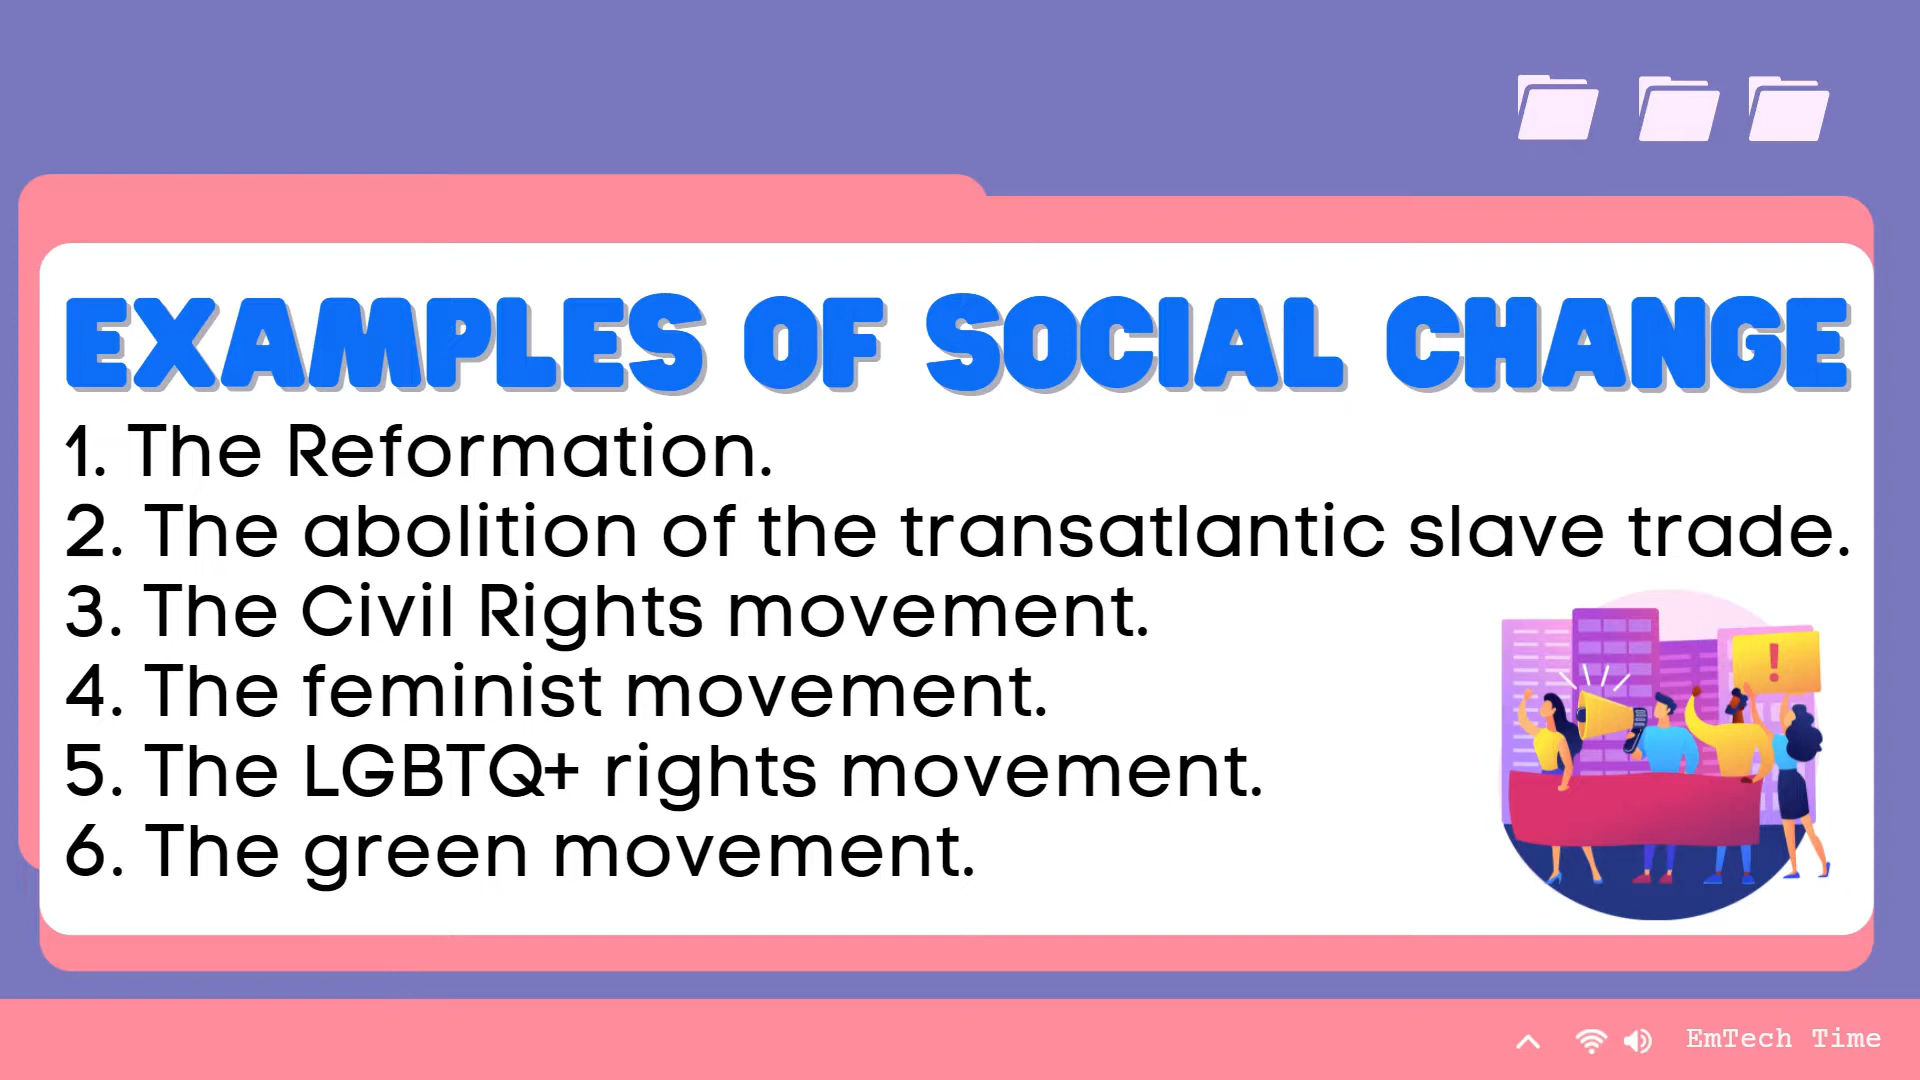 EXAMPLES OF SOCIAL CHANGE
1. The Reformation.
2. The abolition of the transatlantic slave trade.
3. The Civil Rights movement.
4. The feminist movement.
5. The LGBTQ+ rights movement.
6. The green movement.
!
EmTech Time